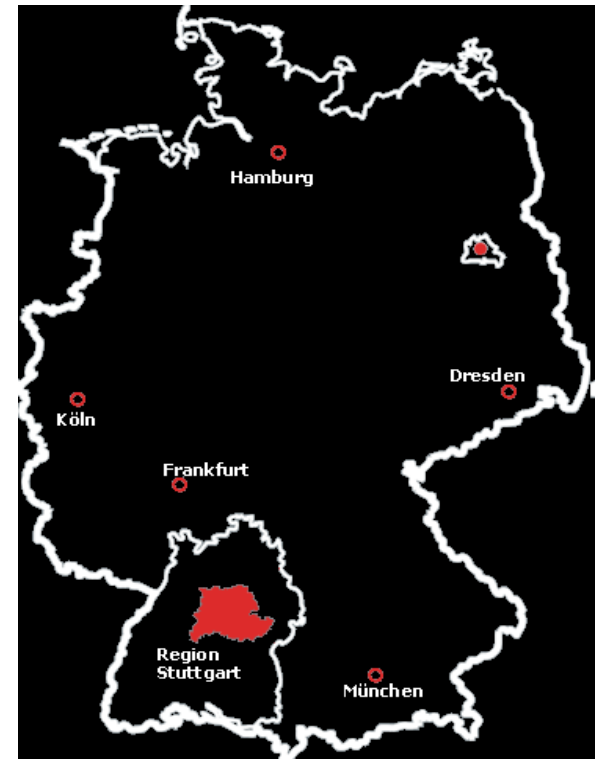 Hamburg
Dresden
Köln
Frankfurt
Region
Stuttgart
München